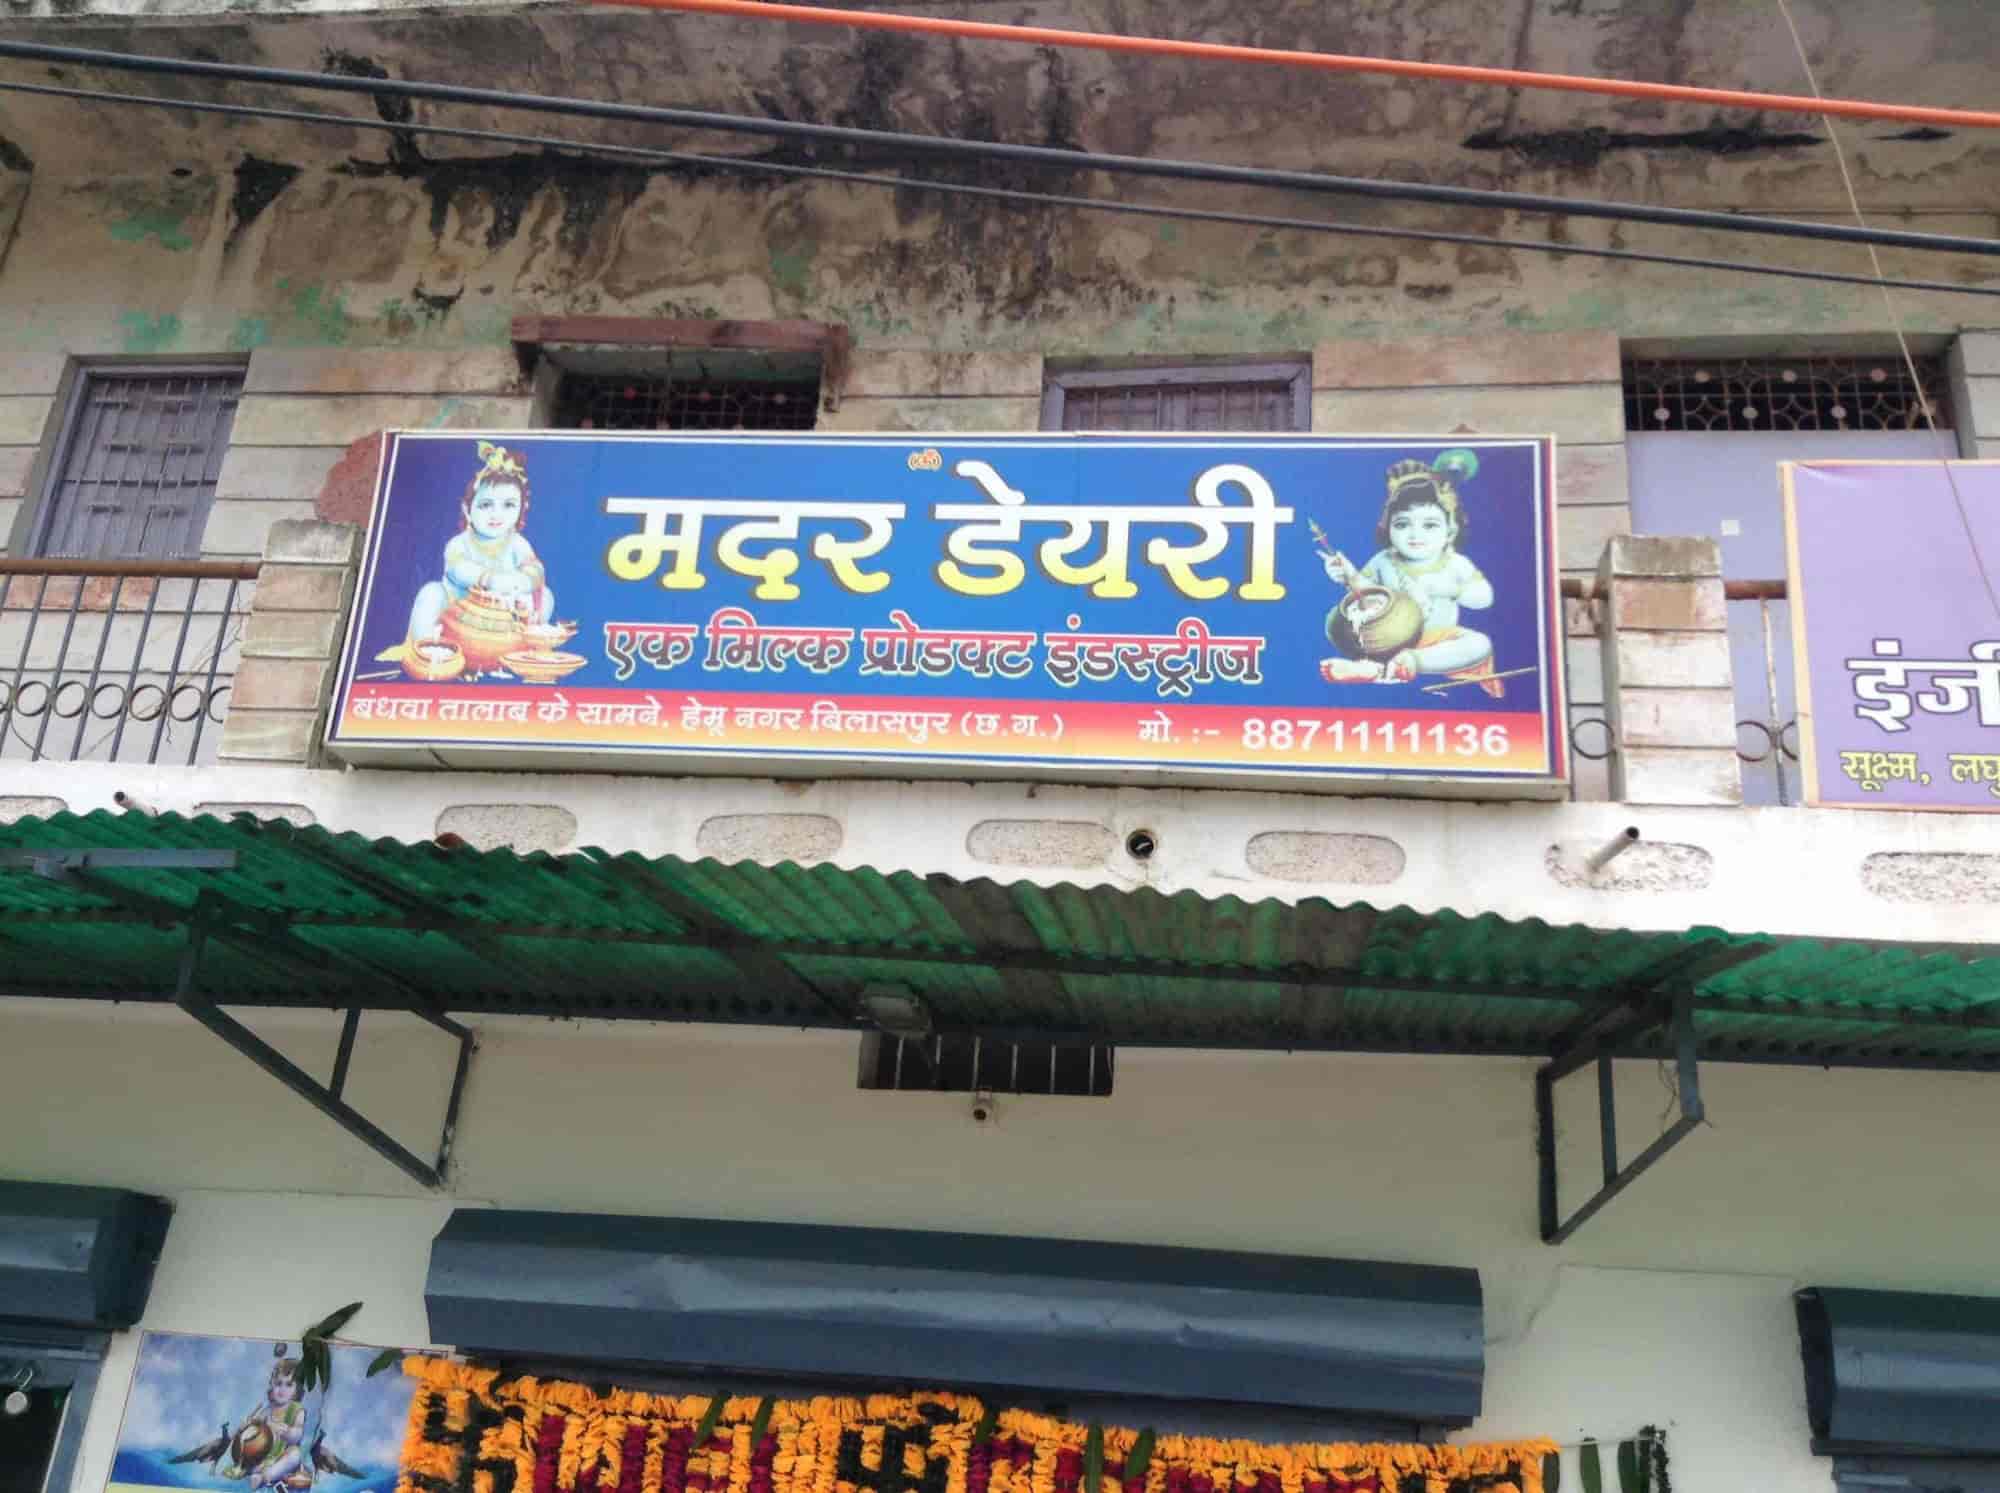 ॐ
मदर डेयरी
एक मिल्क प्रोडक्ट इंडस्ट्रीज
बंधवा तालाब के सामने, हेमू नगर बिलासपुर (छ.ग.) मो. :- 8871111136
सूक्ष्म,